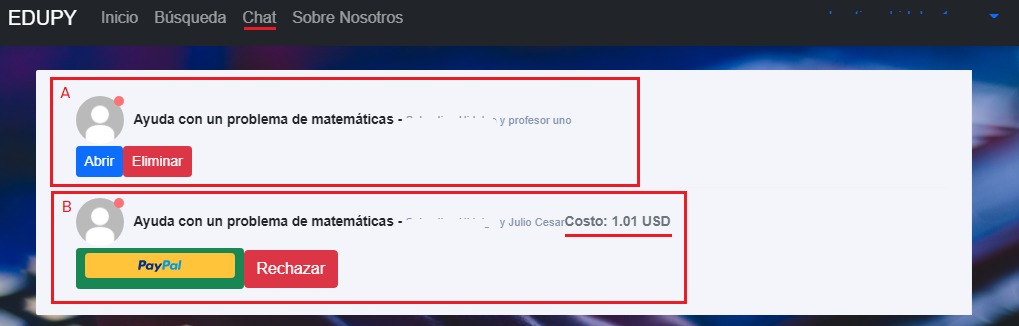 EDUPY Inicio Búsqueda Chat Sobre Nosotros
A
Ayuda con un problema de matemáticas - y profesor uno
Abrir Eliminar
B
Ayuda con un problema de matemáticas - y Julio Cesar Costo: 1.01 USD
PayPal Rechazar